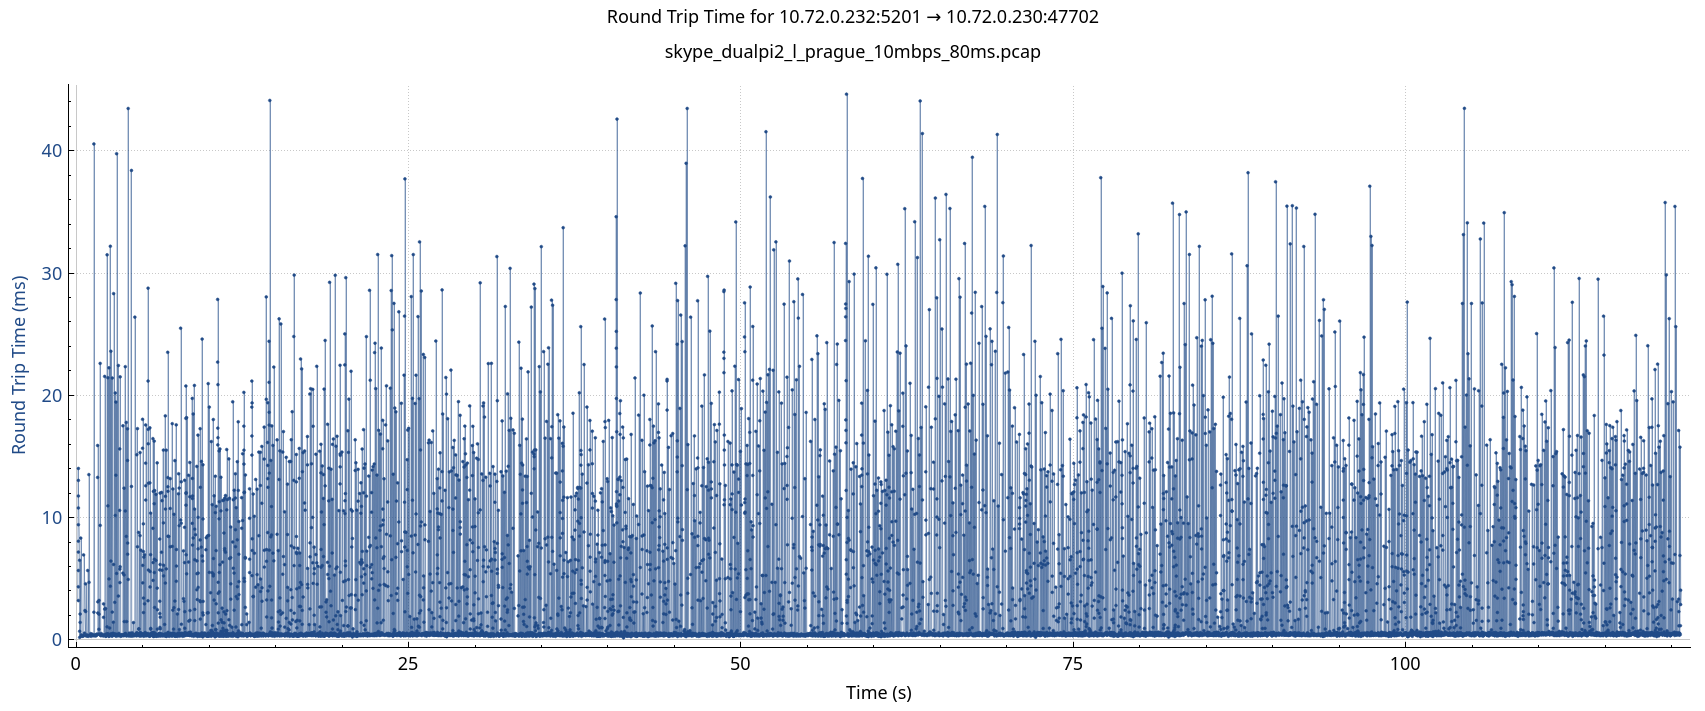 Round Trip Time for 10.72.0.232:5201 → 10.72.0.230:47702
skype_dualpi2_l_prague_10mbps_80ms.pcap
Round Trip Time (ms)
40
30
20
10
0
0 25 50 75 100
Time (s)